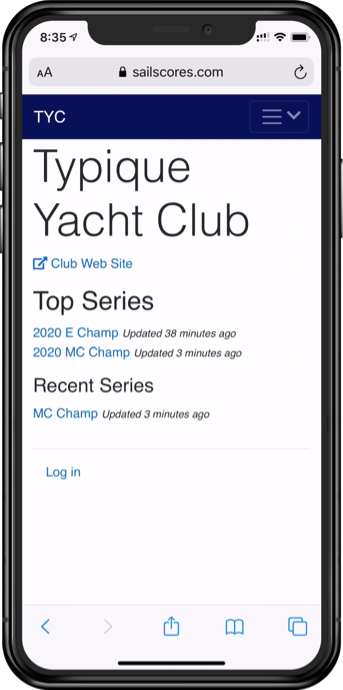 8:35
AA sailscores.com
TYC
Typique
Yacht Club
Club Web Site
Top Series
2020 E Champ Updated 38 minutes ago
2020 MC Champ Updated 3 minutes ago
Recent Series
MC Champ Updated 3 minutes ago
Log in